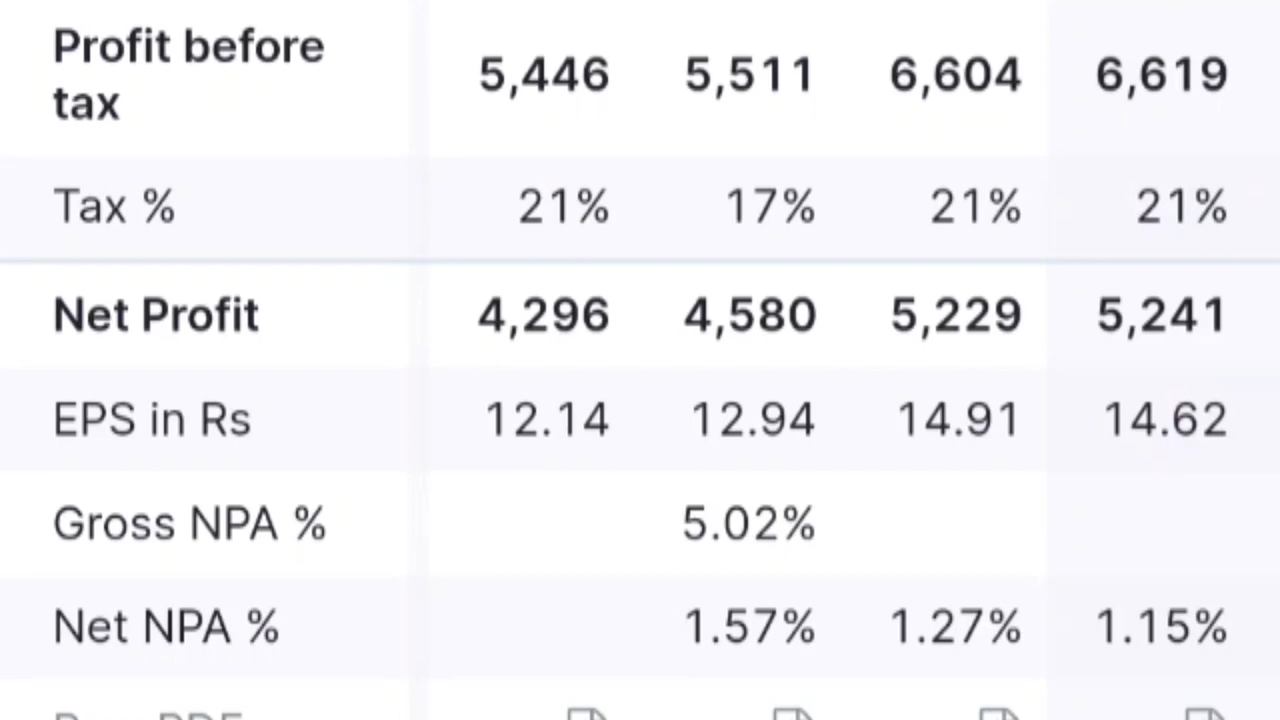 Profit before tax 5,446 5,511 6,604 6,619
Tax % 21% 17% 21% 21%
Net Profit 4,296 4,580 5,229 5,241
EPS in Rs 12.14 12.94 14.91 14.62
Gross NPA % 5.02%
Net NPA % 1.57% 1.27% 1.15%